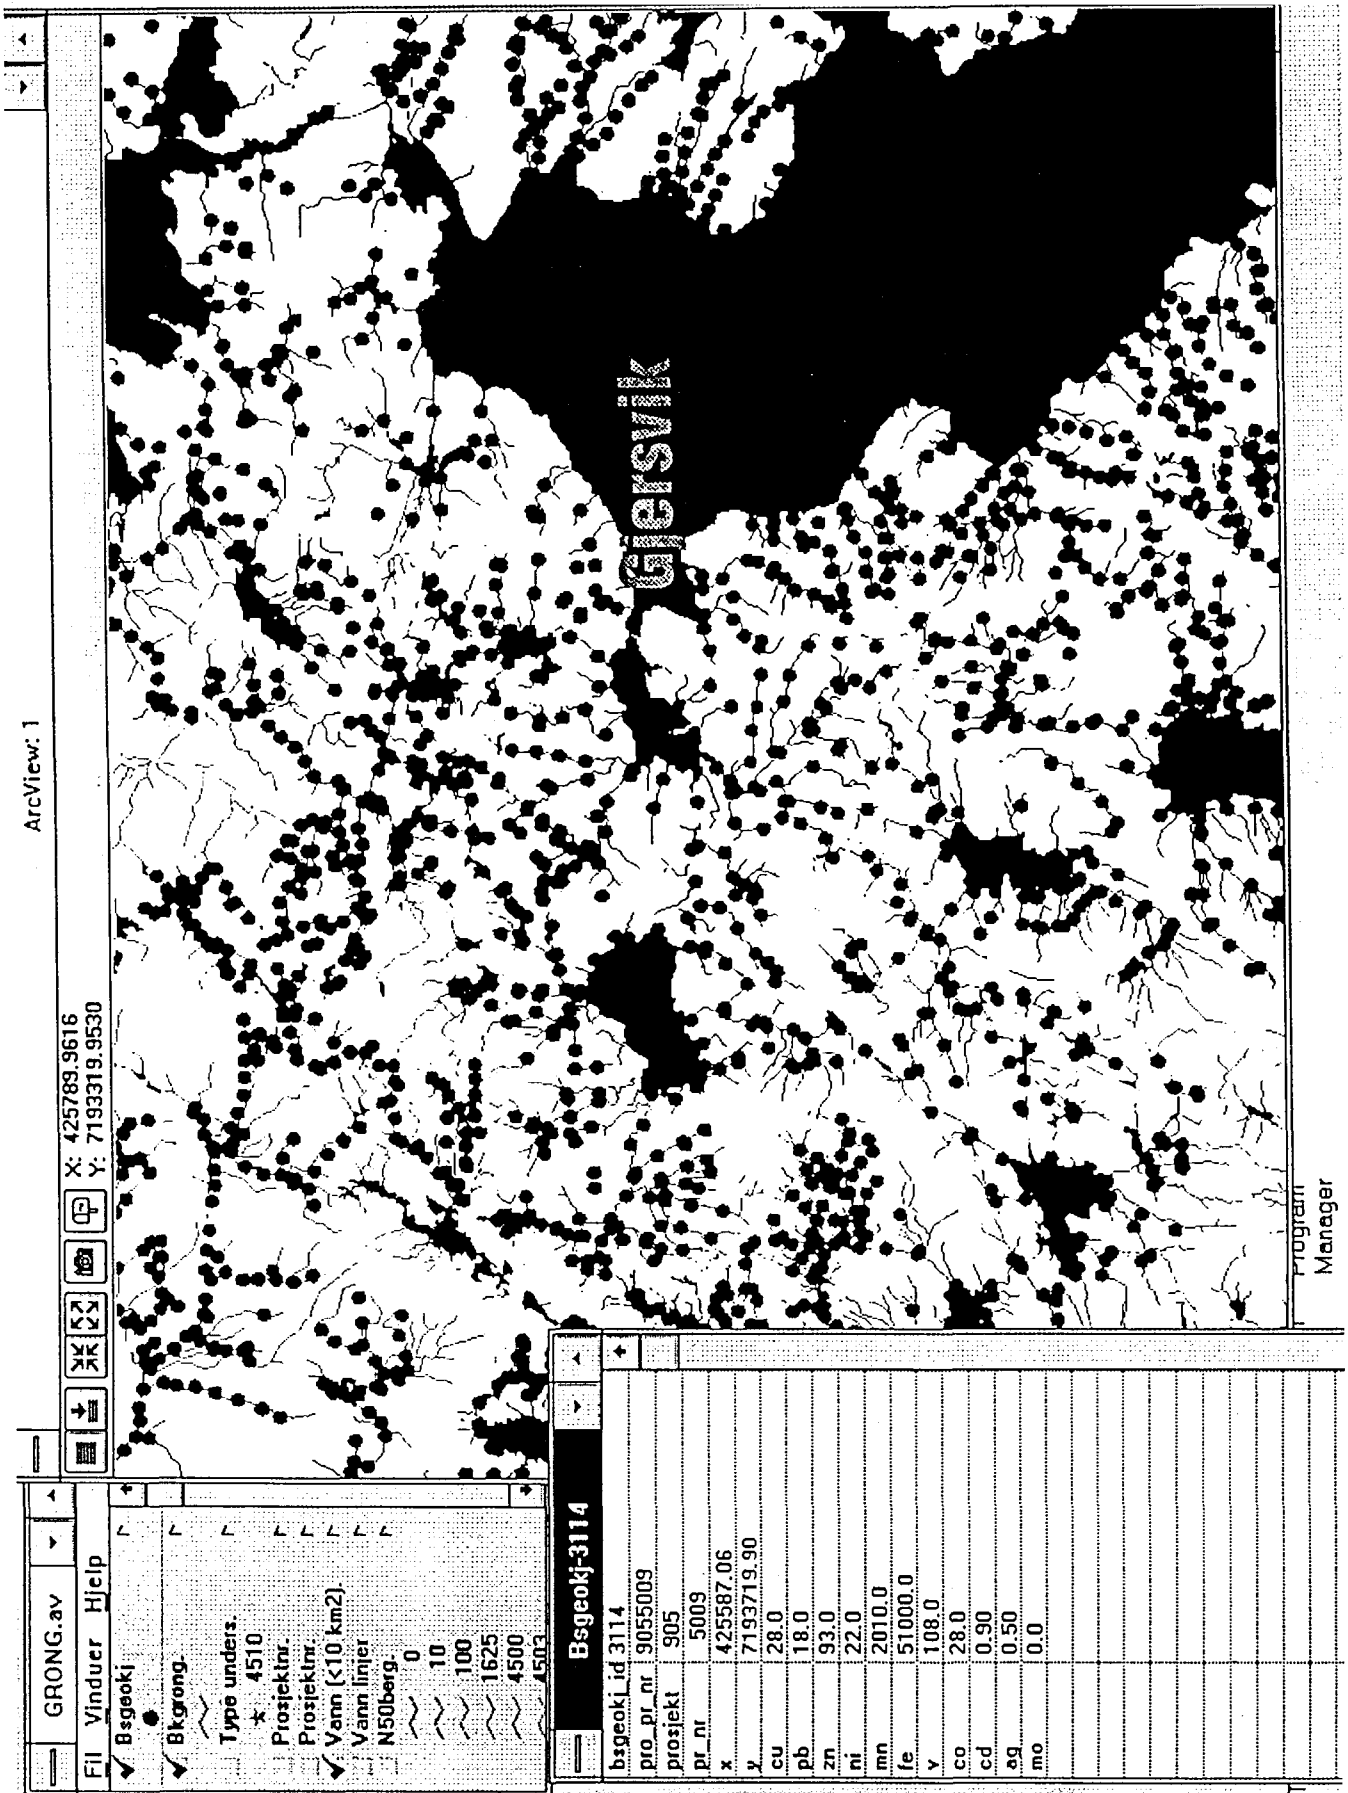 ArcView: 1
X: 425789.9616
Y: 7193319.9530
GRONG.av
Fil Vinduer Hjelp
Bsgeokj
Bkgrong.
Type unders.
4510
Prosjektnr.
Prosjektnr.
Vann (<10 km2).
Vann linjer
N50berg.
0
10
100
1625
4500
4503
Gjersvik
Bsgeokj-3114
bsgeokj_id 3114
pro_pr_nr 9055009
prosjekt 905
pr_nr 5009
x 425587.06
y 7193719.90
cu 28.0
pb 18.0
zn 93.0
ni 22.0
mn 2010.0
fe 51000.0
v 108.0
co 28.0
cd 0.90
ag 0.50
mo 0.0
Program
Manager